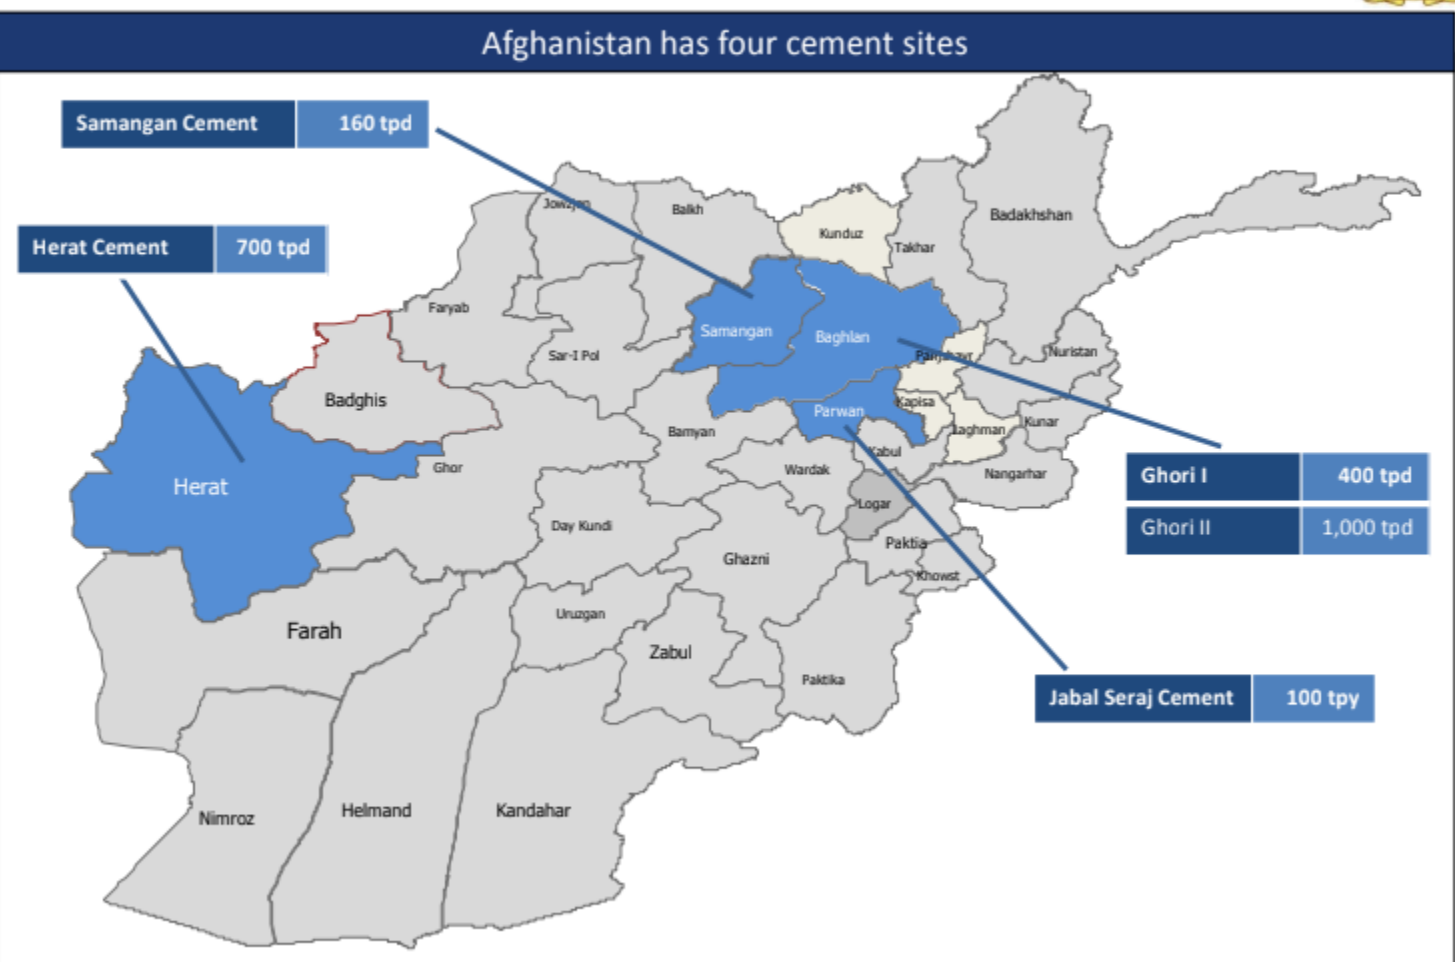 Afghanistan has four cement sites
Samangan Cement 160 tpd
Herat Cement 700 tpd
Jowzjan
Balkh
Kunduz
Takhar
Badakhshan
Faryab
Samangan
Baghlan
Sar-I Pol
Panjshayr
Nuristan
Badghis
Parwan
Kapisa
Laghman
Kunar
Bamyan
Kabul
Ghor
Wardak
Nangarhar
Herat
Logar
Day Kundi
Ghazni
Paktia
Khowst
Ghori I 400 tpd
Ghori II 1,000 tpd
Uruzgan
Farah
Zabul
Paktika
Jabal Seraj Cement 100 tpy
Nimroz
Helmand
Kandahar